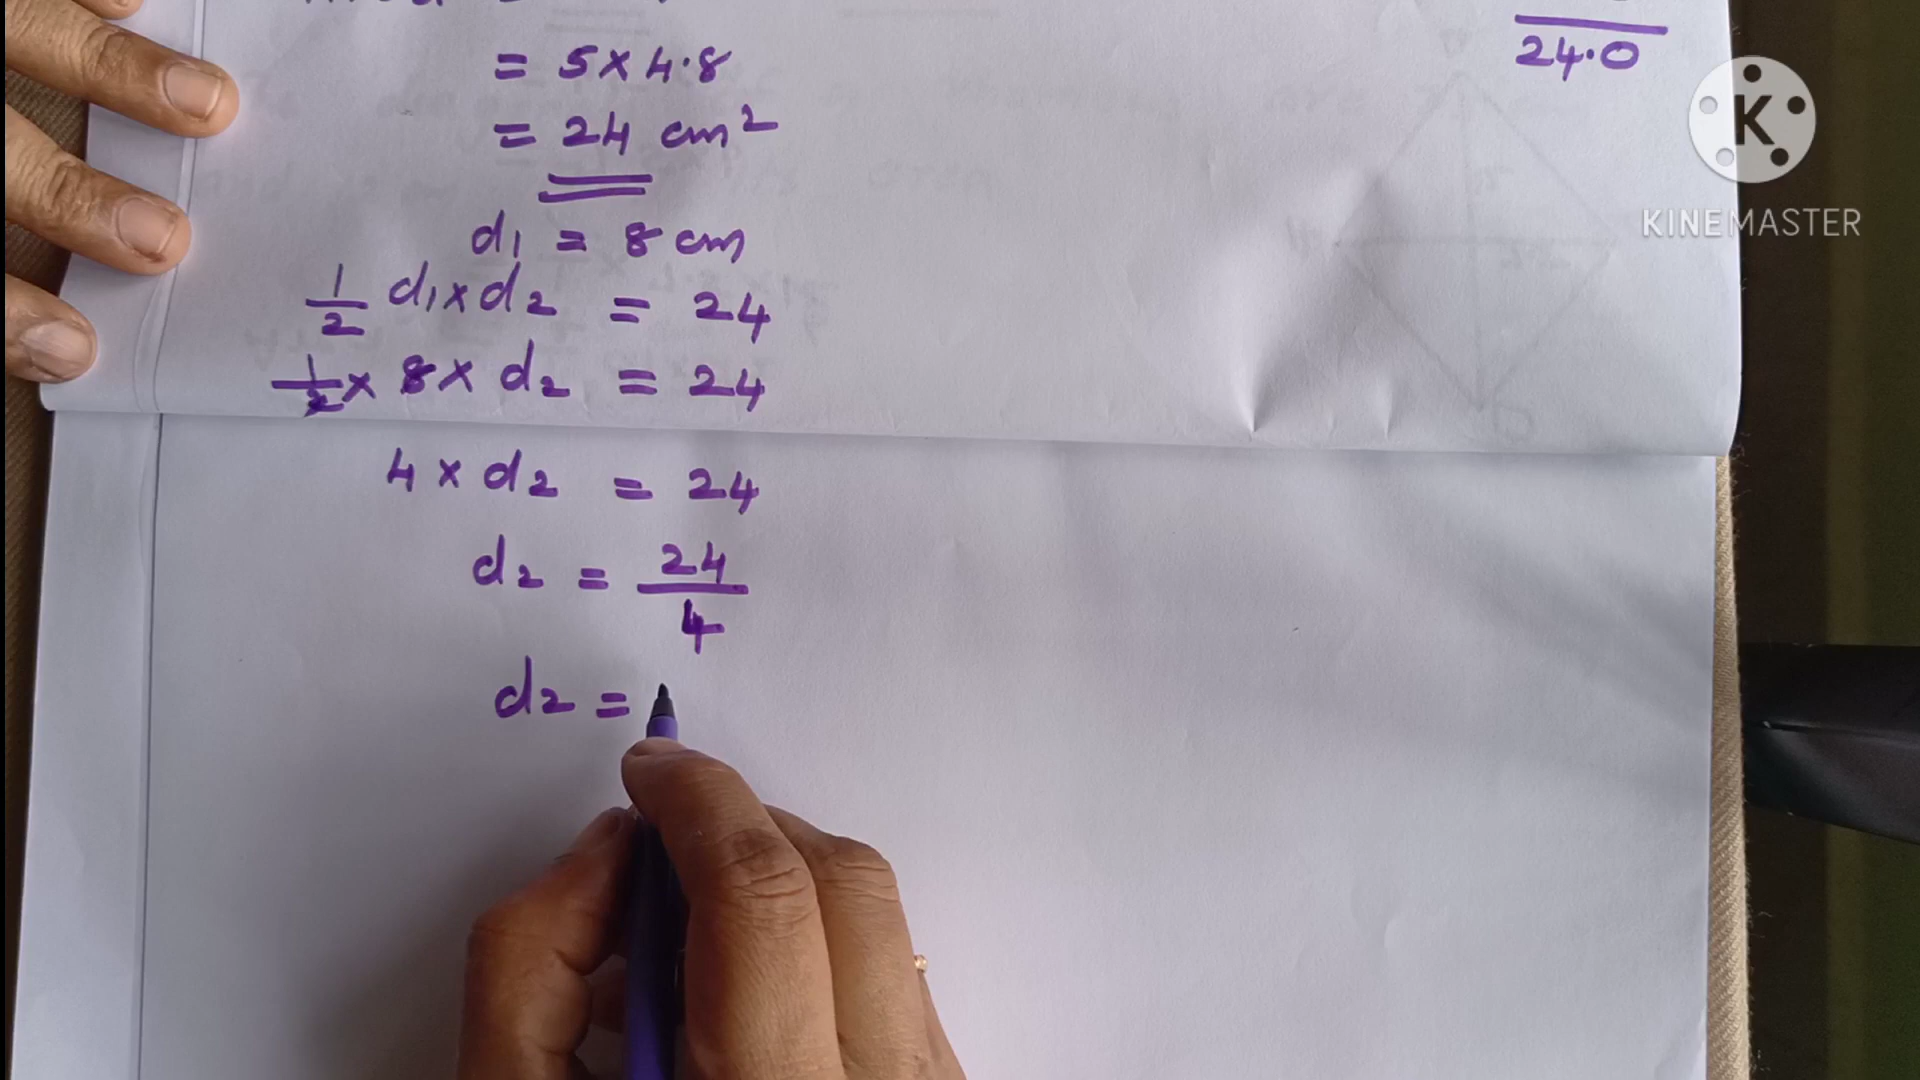 24.0
= 5 × 4.8
= 24 cm²
d1 = 8 cm
1/2 d1 × d2 = 24
1/2 × 8 × d2 = 24
4 × d2 = 24
d2 = 24/4
d2 =
K
KINEMASTER